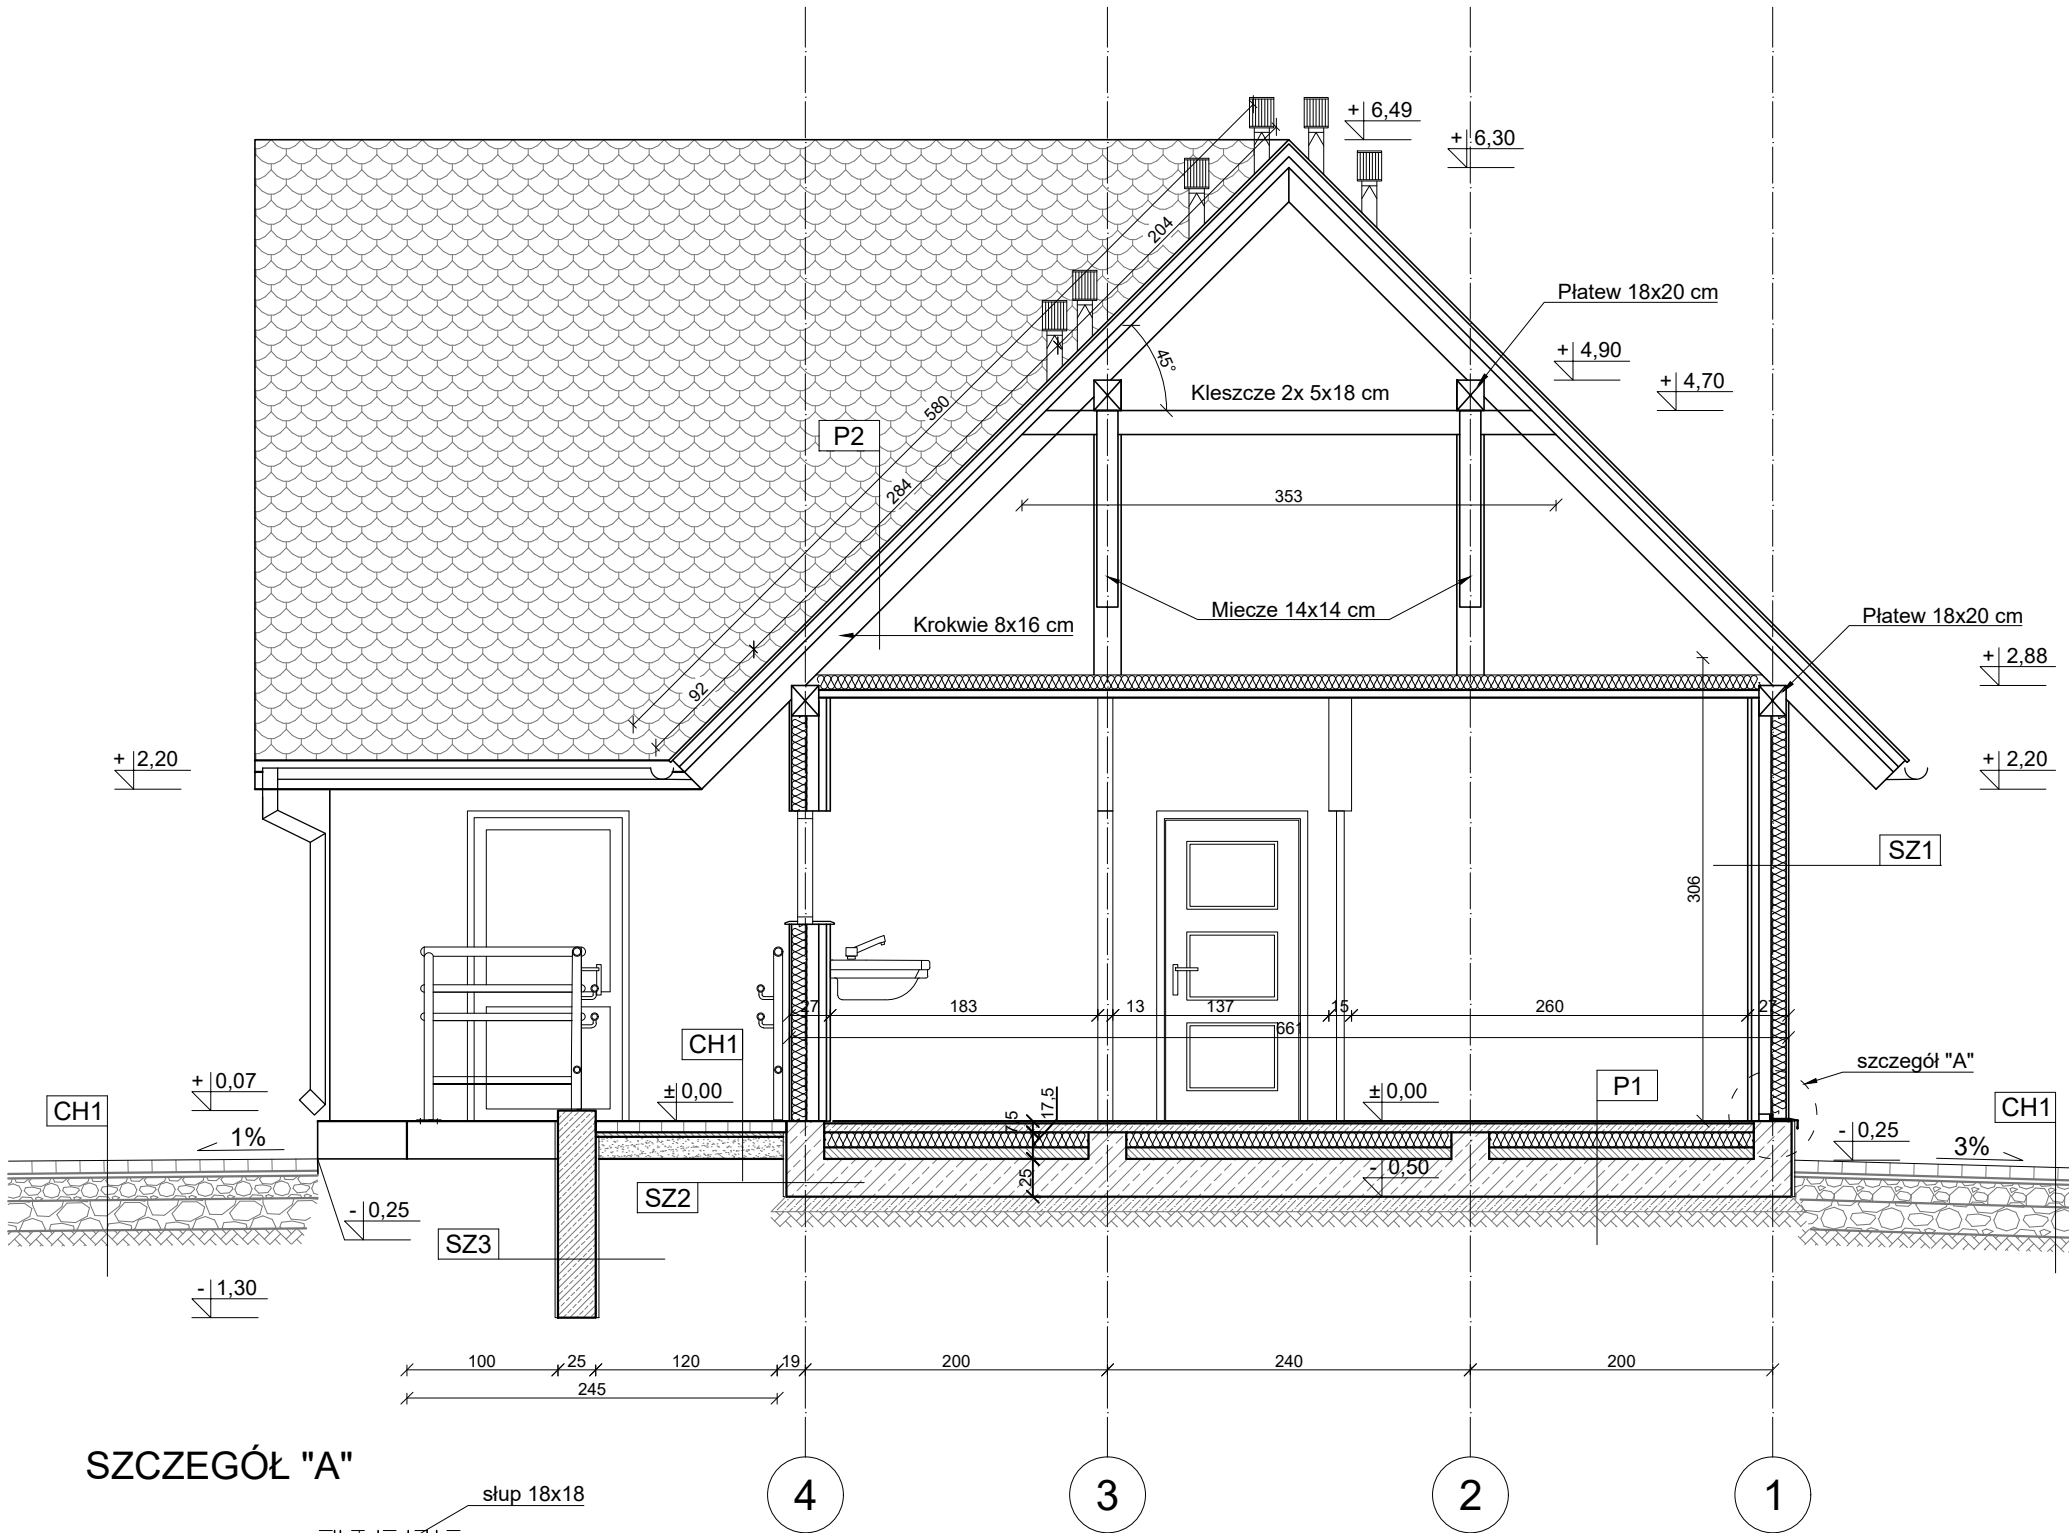 + 6,49
+ 6,30
204
Płatew 18x20 cm
+ 4,90
45°
+ 4,70
Kleszcze 2x 5x18 cm
580
P2
284
353
Miecze 14x14 cm
Krokwie 8x16 cm
Płatew 18x20 cm
+ 2,88
92
+ 2,20
+ 2,20
SZ1
306
27
183
13
137
15
260
27
661
CH1
szczegół "A"
+ 0,07
± 0,00
± 0,00
P1
CH1
CH1
7,5
17,5
1%
- 0,25
3%
- 0,50
25
SZ2
- 0,25
SZ3
- 1,30
100
25
120
19
200
240
200
245
SZCZEGÓŁ "A"
słup 18x18
4
3
2
1